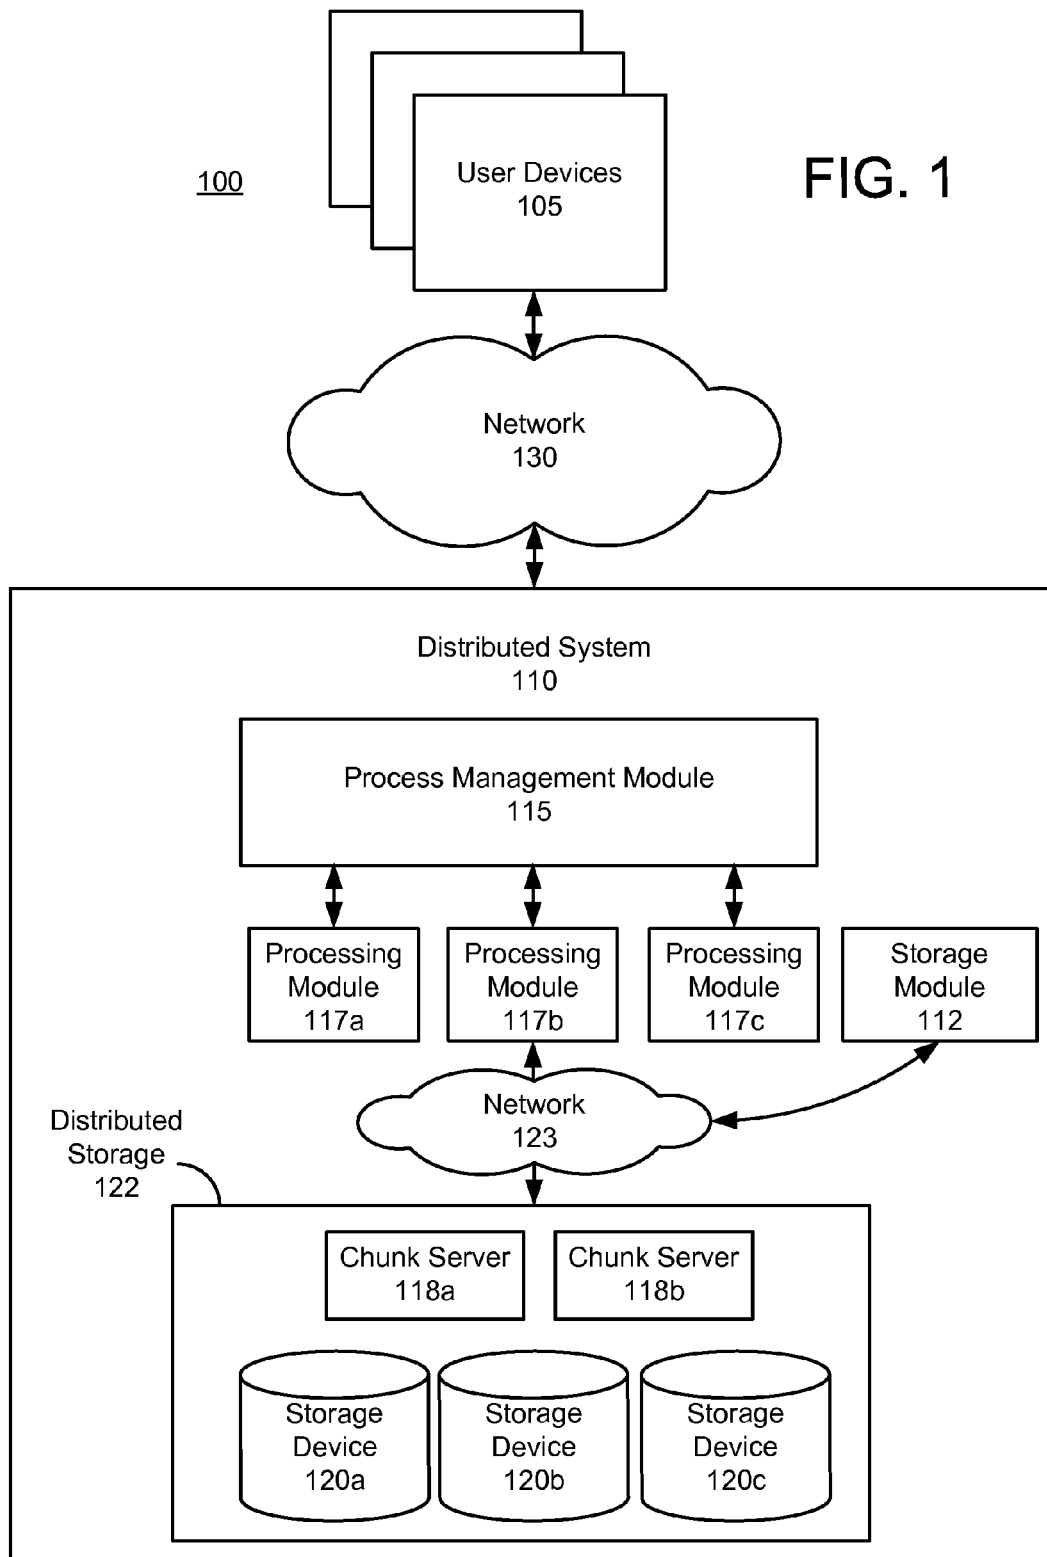 100
User Devices
105
FIG. 1
Network
130
Distributed System
110
Process Management Module
115
Processing
Module
117a
Processing
Module
117b
Processing
Module
117c
Storage
Module
112
Network
123
Distributed
Storage
122
Chunk Server
118a
Chunk Server
118b
Storage
Device
120a
Storage
Device
120b
Storage
Device
120c